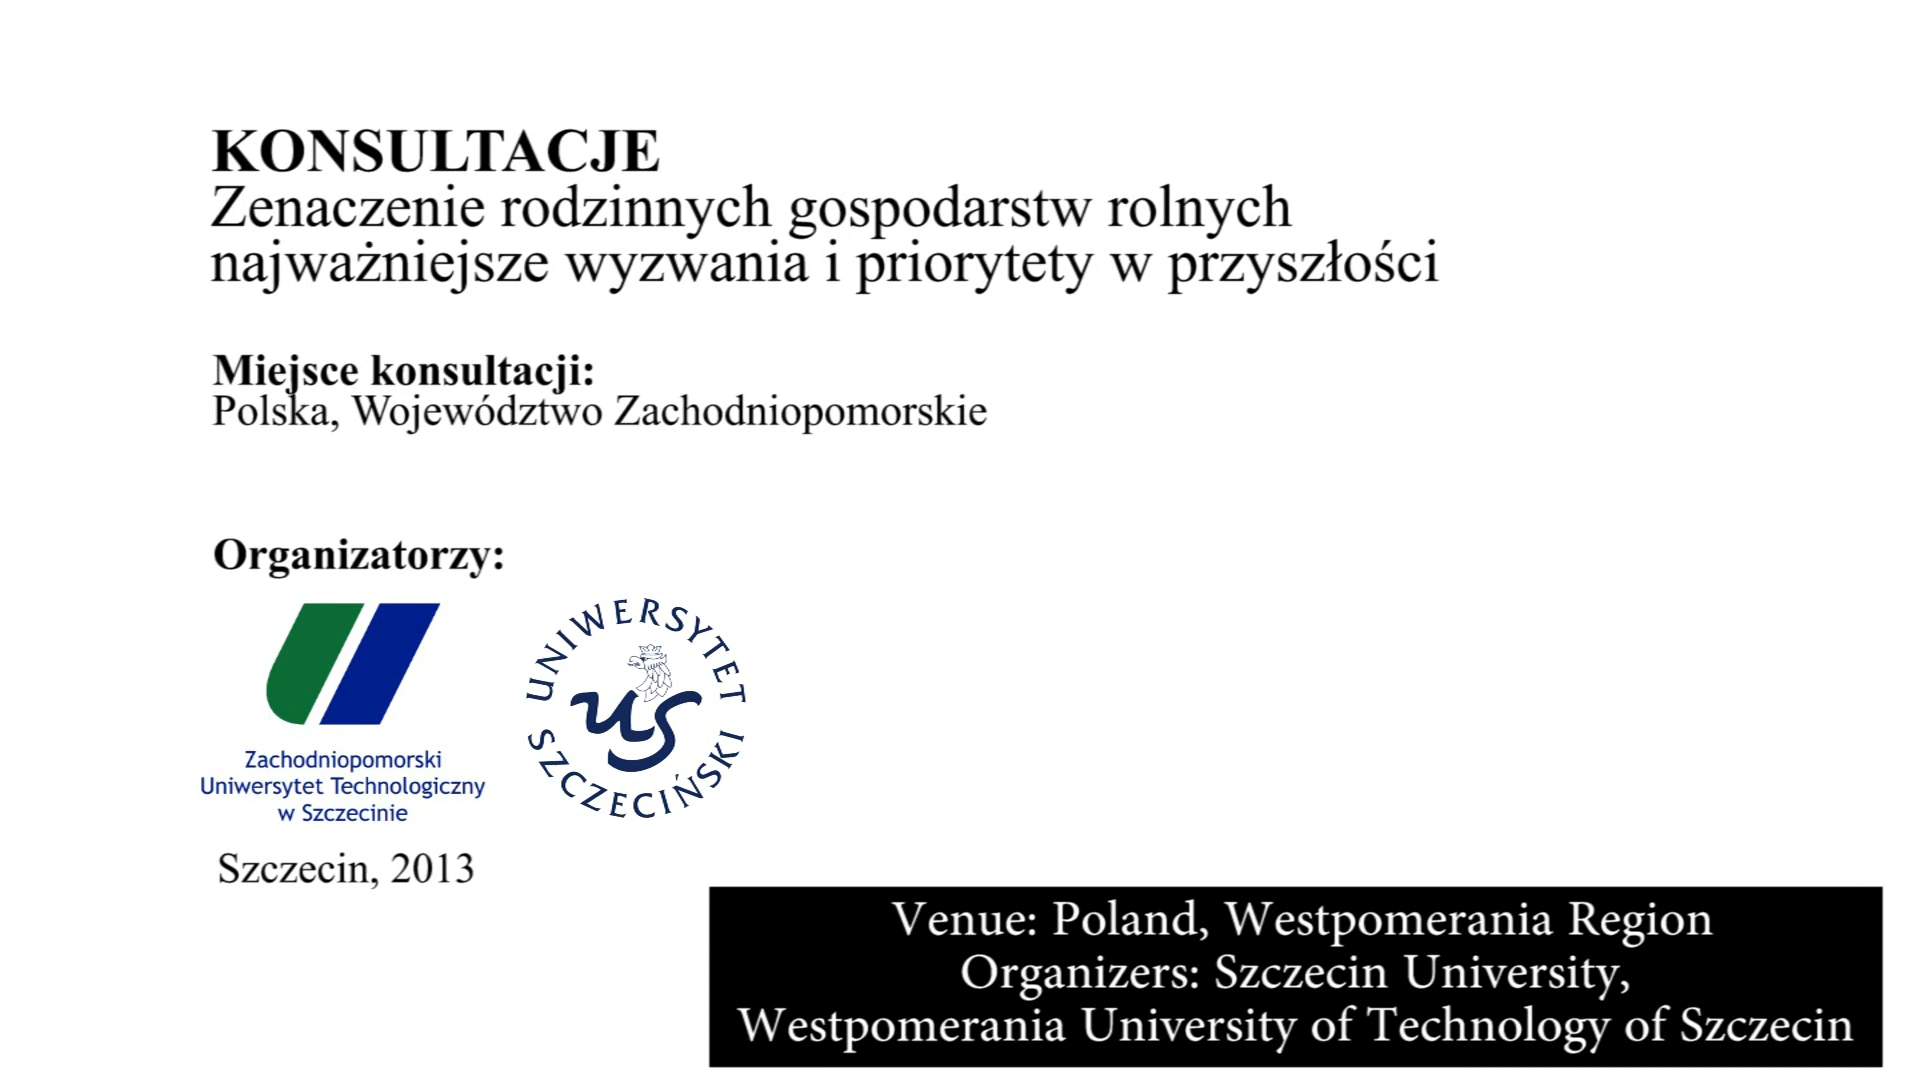 KONSULTACJE
Zenaczenie rodzinnych gospodarstw rolnych
najważniejsze wyzwania i priorytety w przyszłości
Miejsce konsultacji:
Polska, Województwo Zachodniopomorskie
Organizatorzy:
Zachodniopomorski
Uniwersytet Technologiczny
w Szczecinie
UNIWERSYTET
SZCZECIŃSKI
us
Szczecin, 2013
Venue: Poland, Westpomerania Region
Organizers: Szczecin University,
Westpomerania University of Technology of Szczecin